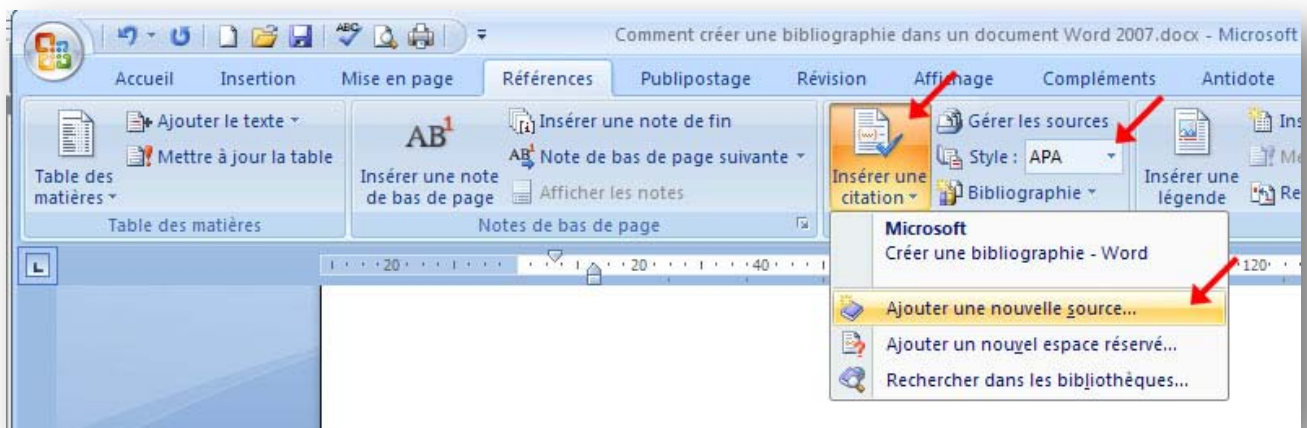 Comment créer une bibliographie dans un document Word 2007.docx - Microsoft
Accueil Insertion Mise en page Références Publipostage Révision Affichage Compléments Antidote
Table des
matières
Ajouter le texte
Mettre à jour la table
Table des matières
AB1
Insérer une note
de bas de page
Insérer une note de fin
Note de bas de page suivante
Afficher les notes
Notes de bas de page
Insérer une
citation
Gérer les sources
Style : APA
Bibliographie
Insérer une
légende
Microsoft
Créer une bibliographie - Word
Ajouter une nouvelle source...
Ajouter un nouvel espace réservé...
Rechercher dans les bibliothèques...
L
20 20 40 120